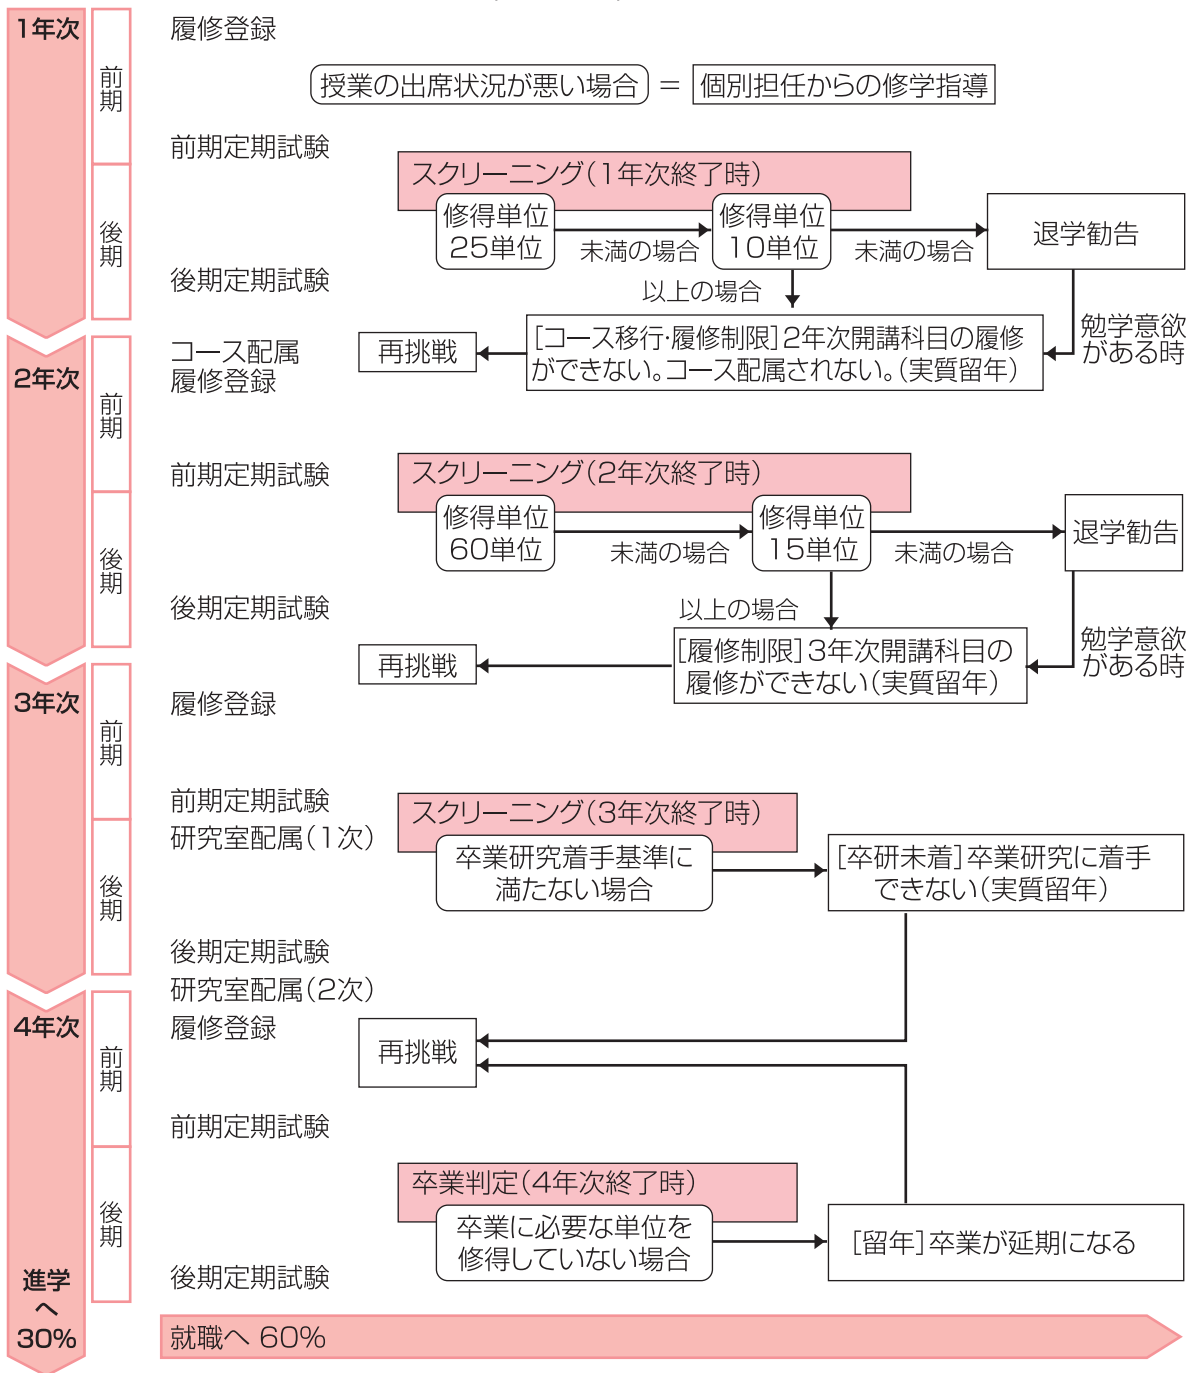 1年次
前期
履修登録
授業の出席状況が悪い場合 = 個別担任からの修学指導
前期定期試験
スクリーニング(1年次終了時)
後期
修得単位
25単位
未満の場合
修得単位
10単位
未満の場合
退学勧告
後期定期試験
以上の場合
勉学意欲
がある時
[コース移行・履修制限]2年次開講科目の履修
ができない。コース配属されない。(実質留年)
再挑戦
2年次
前期
コース配属
履修登録
前期定期試験
スクリーニング(2年次終了時)
後期
修得単位
60単位
未満の場合
修得単位
15単位
未満の場合
退学勧告
後期定期試験
以上の場合
勉学意欲
がある時
[履修制限]3年次開講科目の
履修ができない(実質留年)
再挑戦
3年次
前期
履修登録
前期定期試験
研究室配属(1次)
スクリーニング(3年次終了時)
後期
卒業研究着手基準に
満たない場合
[卒研未着]卒業研究に着手
できない(実質留年)
後期定期試験
研究室配属(2次)
4年次
前期
履修登録
再挑戦
前期定期試験
卒業判定(4年次終了時)
後期
卒業に必要な単位を
修得していない場合
[留年]卒業が延期になる
後期定期試験
進学
へ
30%
就職へ 60%